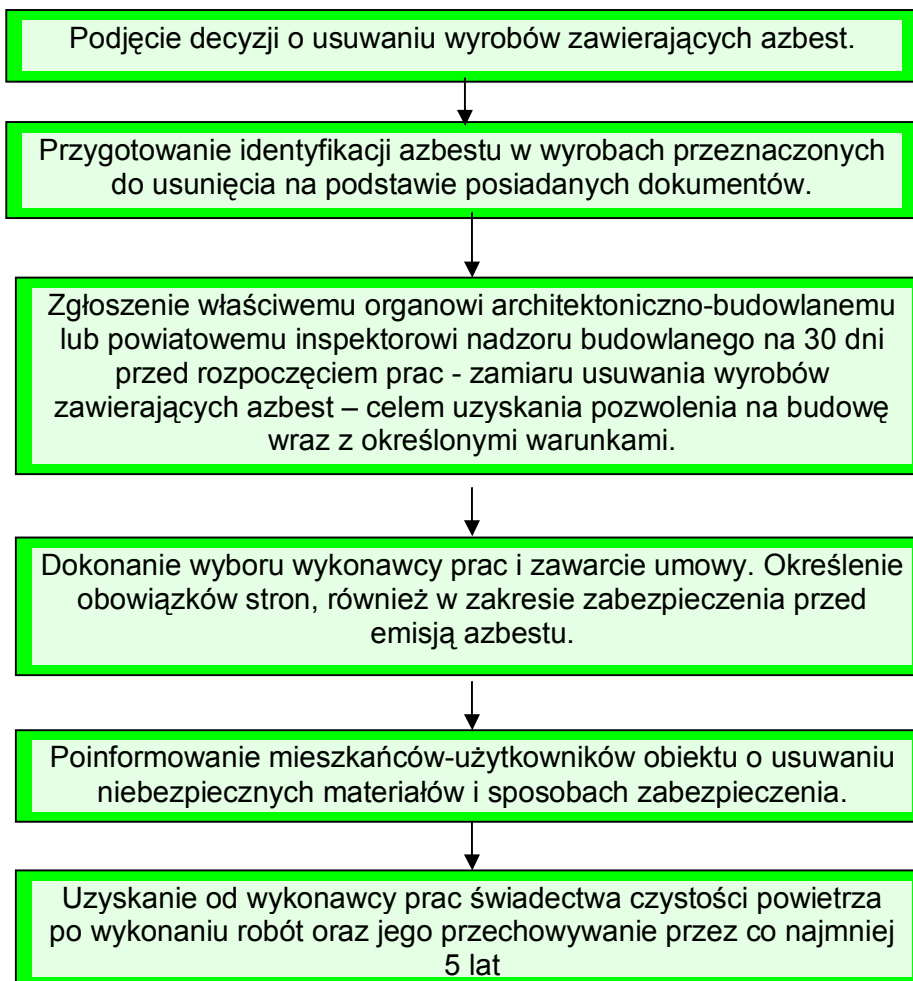 Podjęcie decyzji o usuwaniu wyrobów zawierających azbest.
Przygotowanie identyfikacji azbestu w wyrobach przeznaczonych
do usunięcia na podstawie posiadanych dokumentów.
Zgłoszenie właściwemu organowi architektoniczno-budowlanemu
lub powiatowemu inspektorowi nadzoru budowlanego na 30 dni
przed rozpoczęciem prac - zamiaru usuwania wyrobów
zawierających azbest – celem uzyskania pozwolenia na budowę
wraz z określonymi warunkami.
Dokonanie wyboru wykonawcy prac i zawarcie umowy. Określenie
obowiązków stron, również w zakresie zabezpieczenia przed
emisją azbestu.
Poinformowanie mieszkańców-użytkowników obiektu o usuwaniu
niebezpiecznych materiałów i sposobach zabezpieczenia.
Uzyskanie od wykonawcy prac świadectwa czystości powietrza
po wykonaniu robót oraz jego przechowywanie przez co najmniej
5 lat